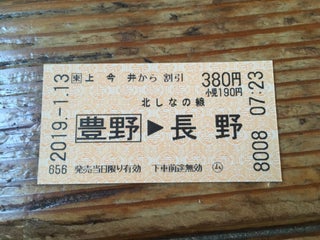 2019.-1.13
東 上今井から 割引 380円
小児190円
北しなの線
豊野▶長野
656 発売当日限り有効 下車前途無効 ム
8008 07:23